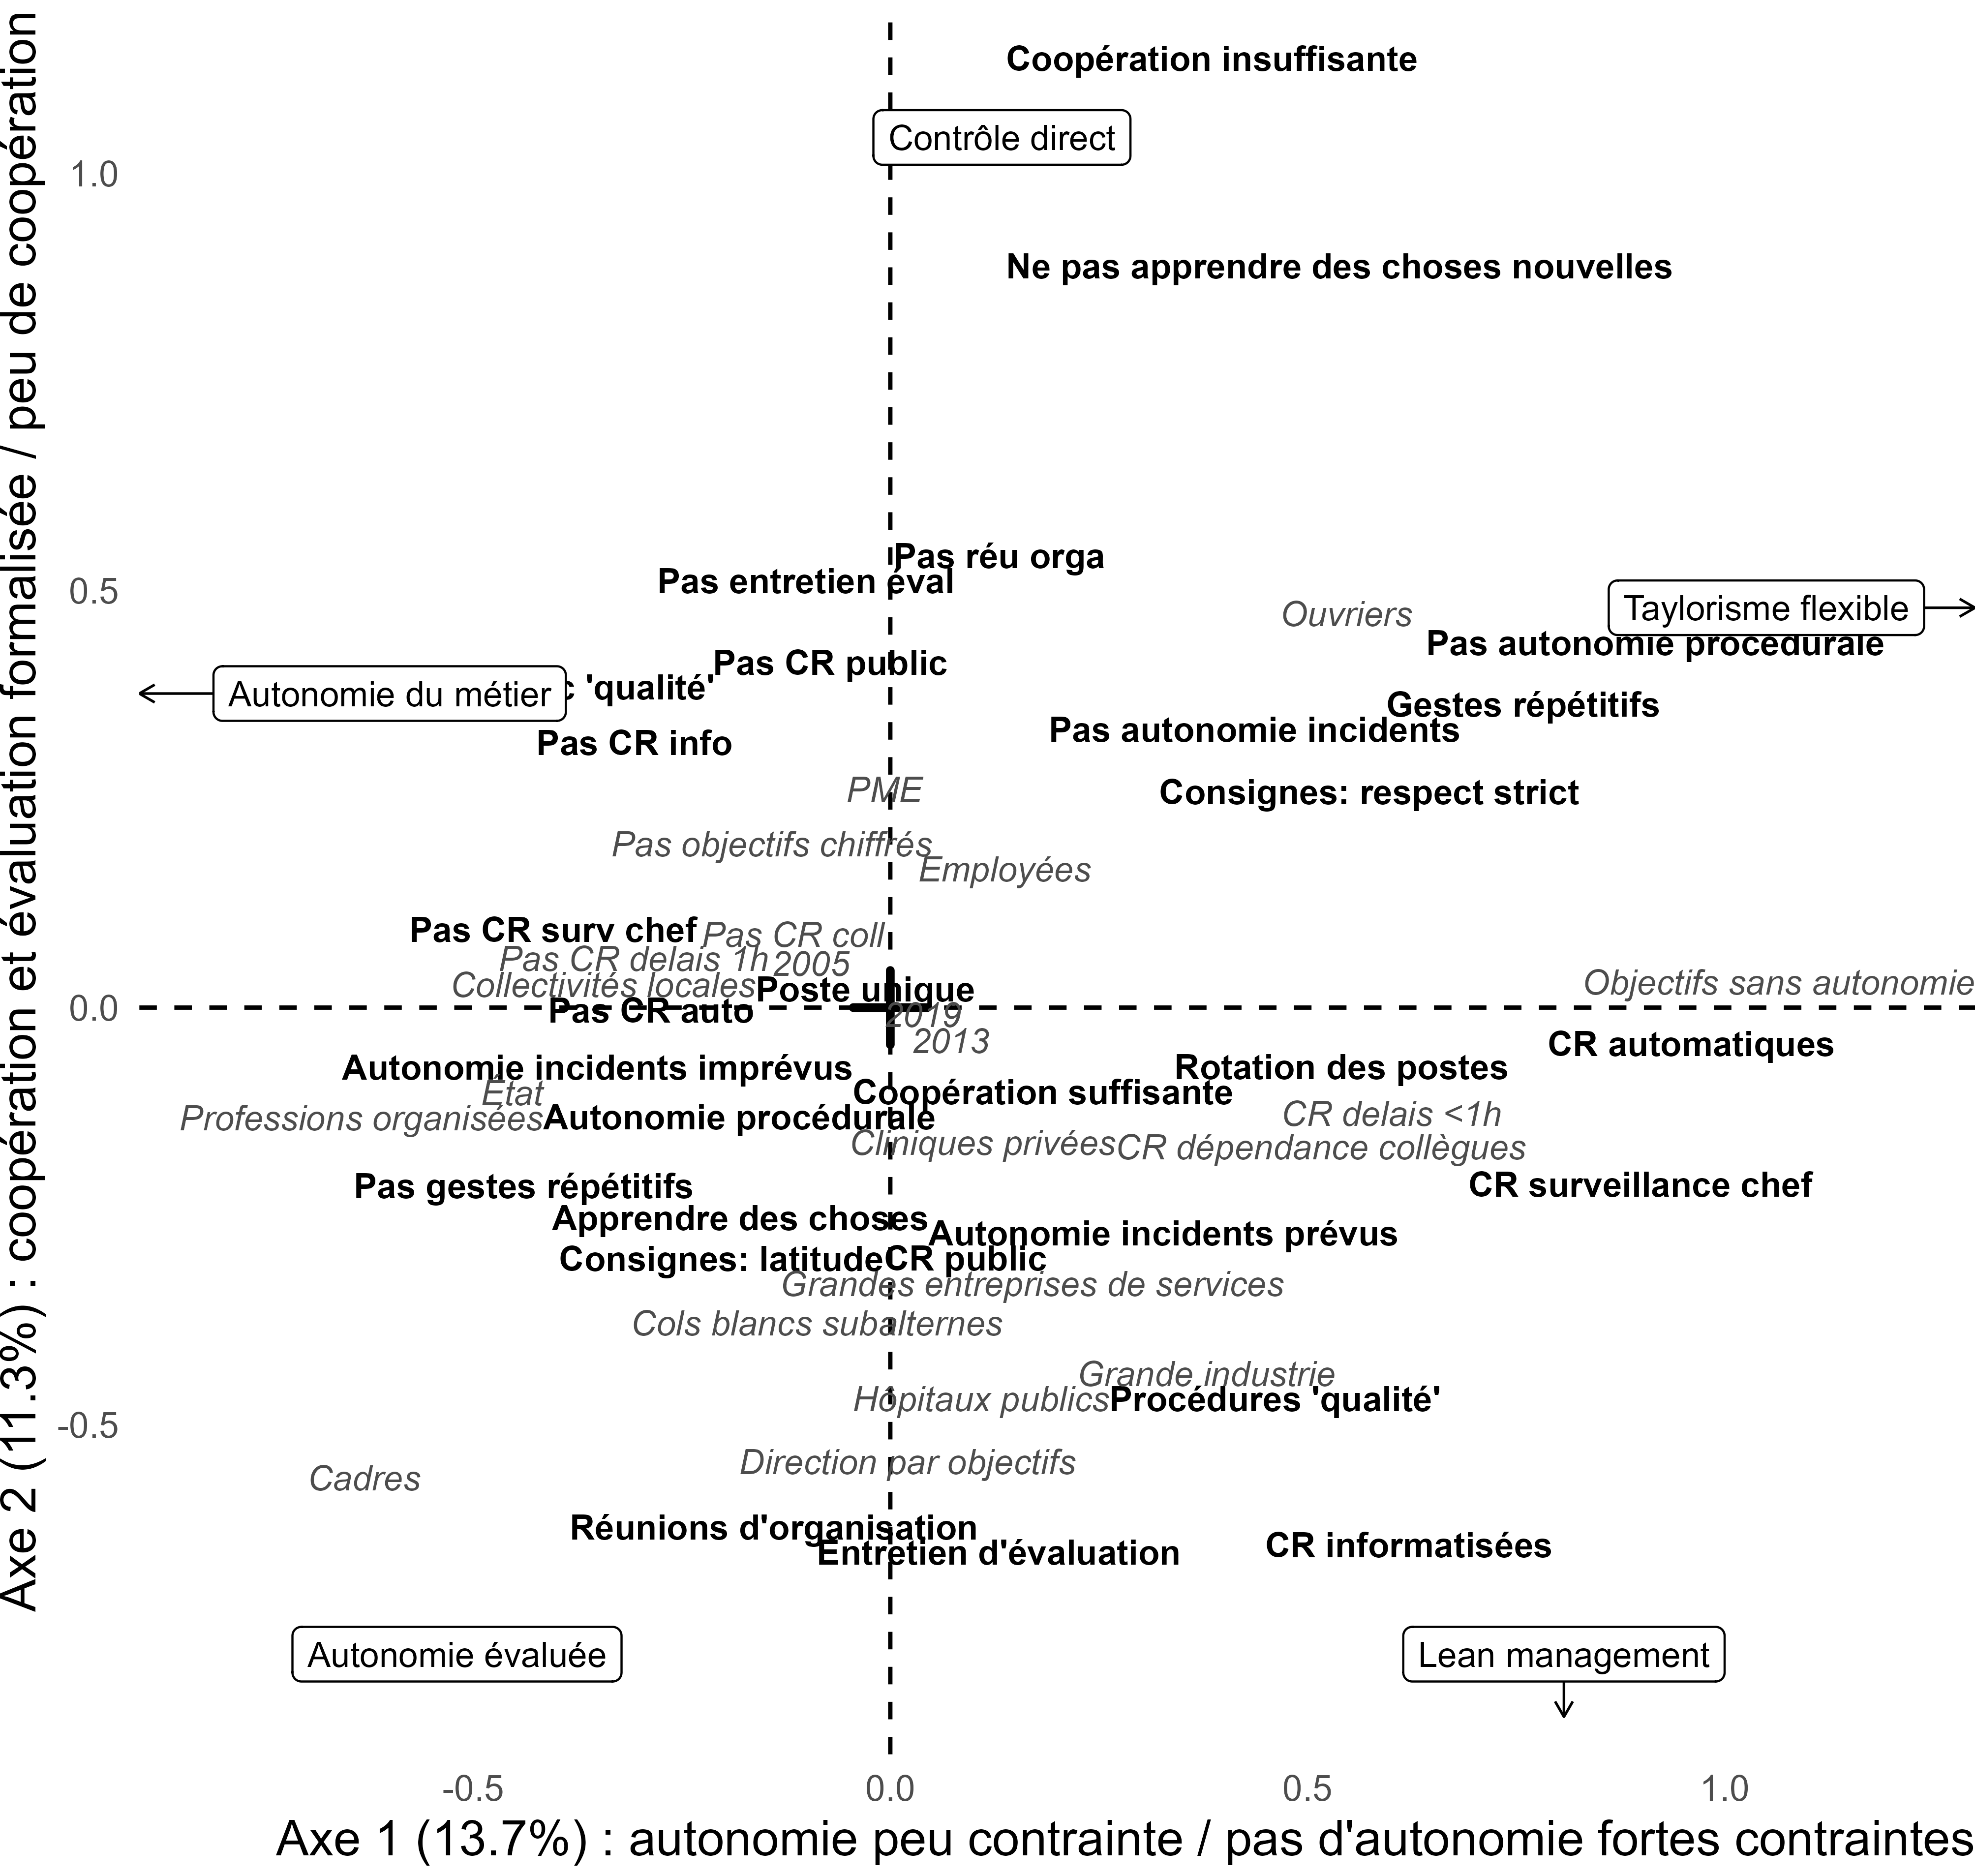 Coopération insuffisante
Contrôle direct
1.0
Ne pas apprendre des choses nouvelles
Pas réu orga
Pas entretien éval
0.5
Taylorisme flexible
Ouvriers
Pas autonomie procédurale
Pas CR public
Autonomie du métier
'qualité'
Gestes répétitifs
Pas autonomie incidents
Pas CR info
PME
Consignes: respect strict
Pas objectifs chiffrés
Employées
Pas CR surv chef
Pas CR coll
Pas CR delais 1h
2005
Collectivités locales
Poste unique
Objectifs sans autonomie
0.0
Pas CR auto
2019
2013
CR automatiques
Autonomie incidents imprévus
Rotation des postes
État
Coopération suffisante
Professions organisées
Autonomie procédurale
CR delais <1h
Cliniques privées
CR dépendance collègues
Pas gestes répétitifs
CR surveillance chef
Apprendre des choses
Autonomie incidents prévus
Consignes: latitude
CR public
Grandes entreprises de services
Cols blancs subalternes
Grande industrie
Hôpitaux publics
Procédures 'qualité'
-0.5
Direction par objectifs
Cadres
Réunions d'organisation
Entretien d'évaluation
CR informatisées
Autonomie évaluée
Lean management
-0.5
0.0
0.5
1.0
Axe 1 (13.7%) : autonomie peu contrainte / pas d'autonomie fortes contraintes
Axe 2 (11.3%) : coopération et évaluation formalisée / peu de coopération